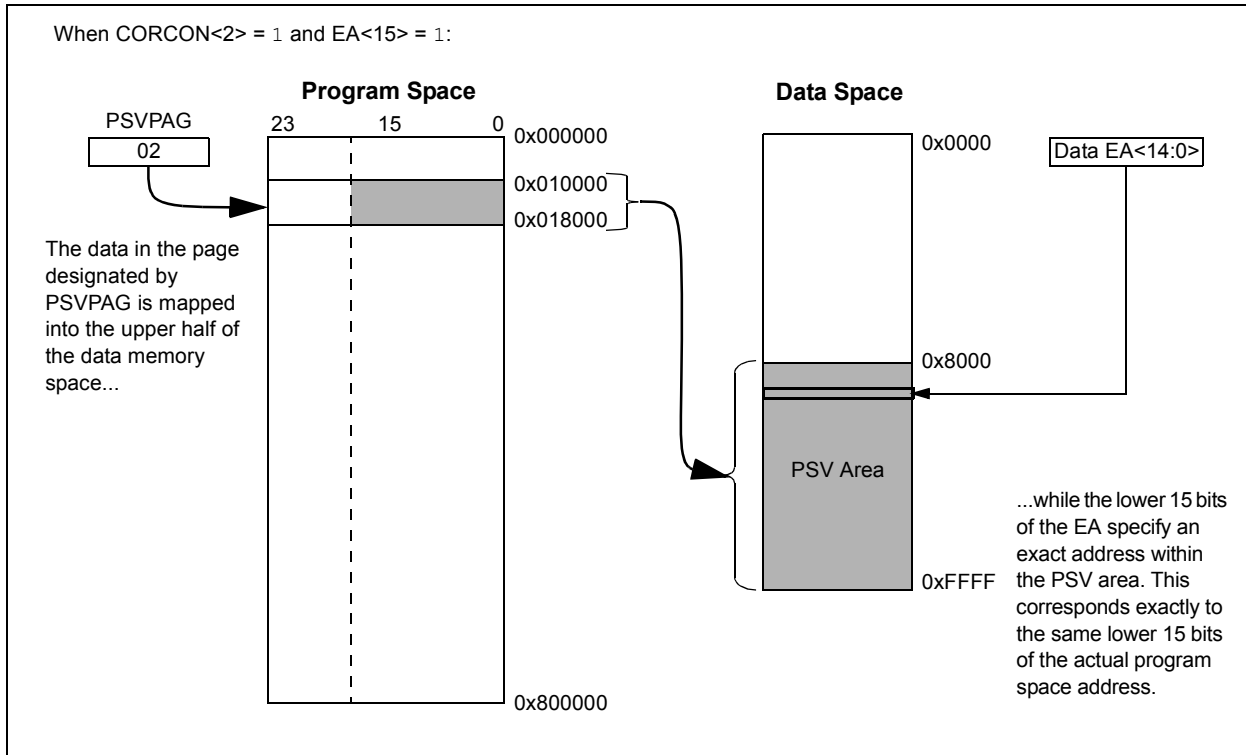 When CORCON<2> = 1 and EA<15> = 1:
Program Space
Data Space
PSVPAG
02
23 15 0
0x000000
0x010000
0x018000
0x800000
The data in the page
designated by
PSVPAG is mapped
into the upper half of
the data memory
space...
0x0000
Data EA<14:0>
0x8000
PSV Area
0xFFFF
...while the lower 15 bits
of the EA specify an
exact address within
the PSV area. This
corresponds exactly to
the same lower 15 bits
of the actual program
space address.